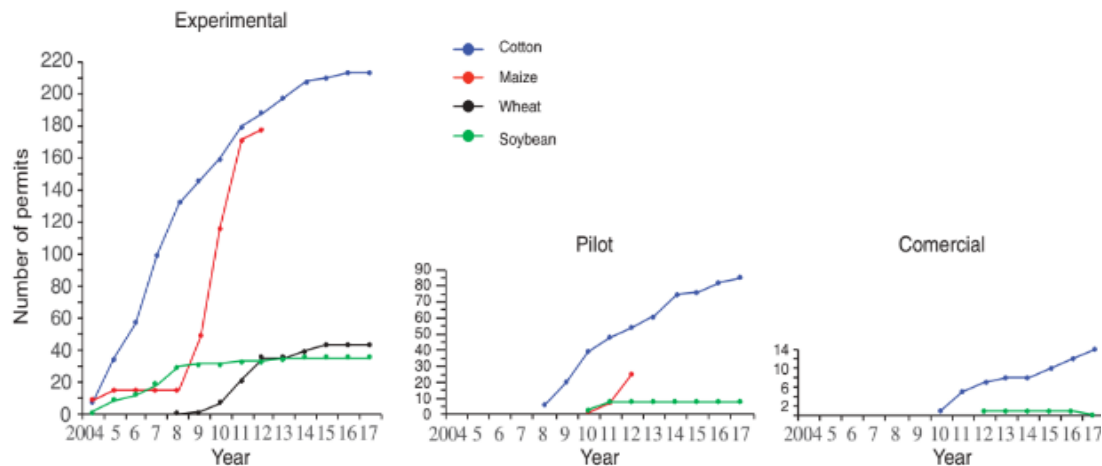 Experimental
Cotton
Maize
Wheat
Soybean
Number of permits
220
200
180
160
140
120
100
80
60
40
20
0
2004 5 6 7 8 9 10 11 12 13 14 15 16 17
Year
Pilot
90
80
70
60
50
40
30
20
10
0
2004 5 6 7 8 9 10 11 12 13 14 15 16 17
Year
Comercial
14
10
6
2
2004 5 6 7 8 9 10 11 12 13 14 15 16 17
Year